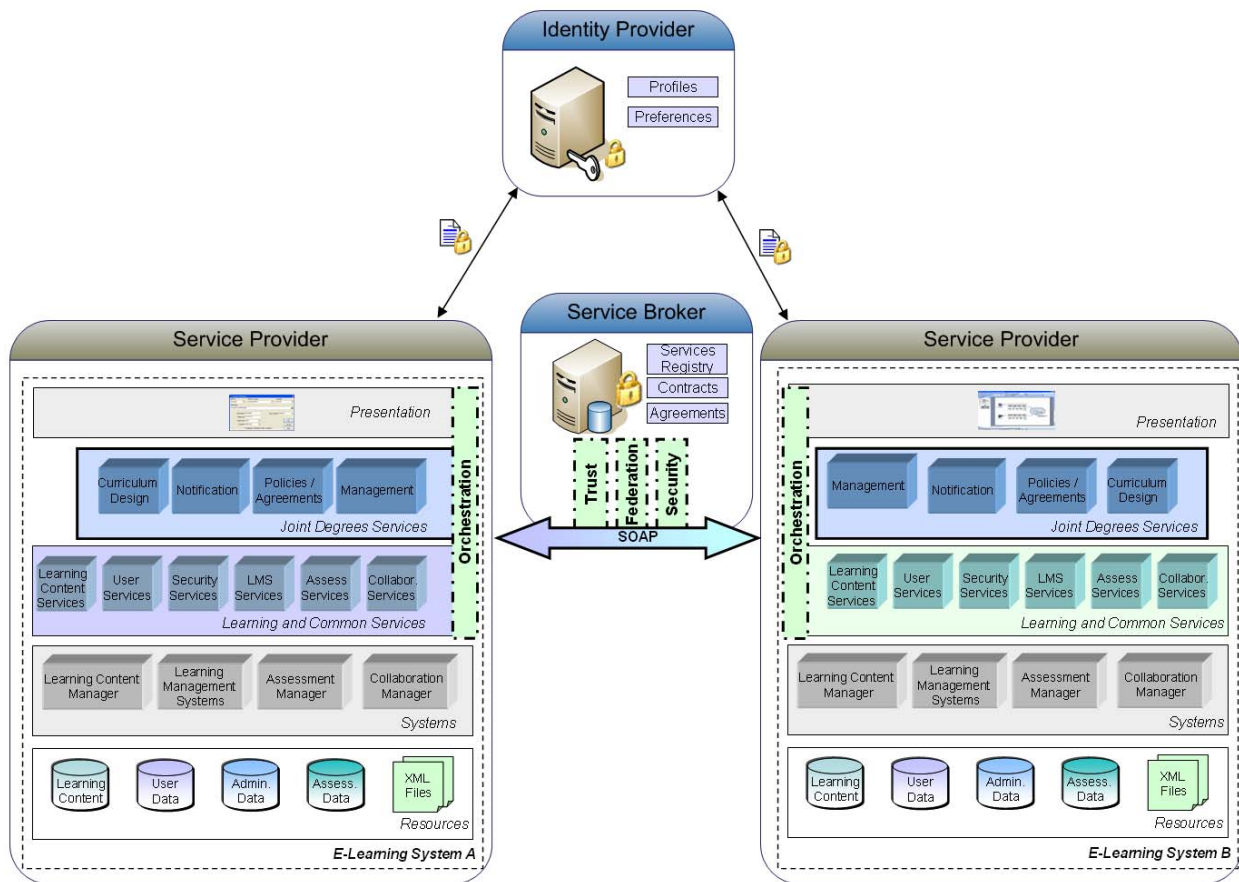 Identity Provider
Profiles
Preferences
Service Provider
Presentation
Curriculum
Design
Notification
Policies /
Agreements
Management
Joint Degrees Services
Learning
Content
Services
User
Services
Security
Services
LMS
Services
Assess
Services
Collabor.
Services
Learning and Common Services
Orchestration
Learning Content
Manager
Learning
Management
Systems
Assessment
Manager
Collaboration
Manager
Systems
Learning
Content
User
Data
Admin.
Data
Assess.
Data
XML
Files
Resources
E-Learning System A
Service Broker
Services
Registry
Contracts
Agreements
Trust
Federation
Security
SOAP
Service Provider
Presentation
Orchestration
Management
Notification
Policies /
Agreements
Curriculum
Design
Joint Degrees Services
Learning
Content
Services
User
Services
Security
Services
LMS
Services
Assess
Services
Collabor.
Services
Learning and Common Services
Learning Content
Manager
Learning
Management
Systems
Assessment
Manager
Collaboration
Manager
Systems
Learning
Content
User
Data
Admin.
Data
Assess.
Data
XML
Files
Resources
E-Learning System B